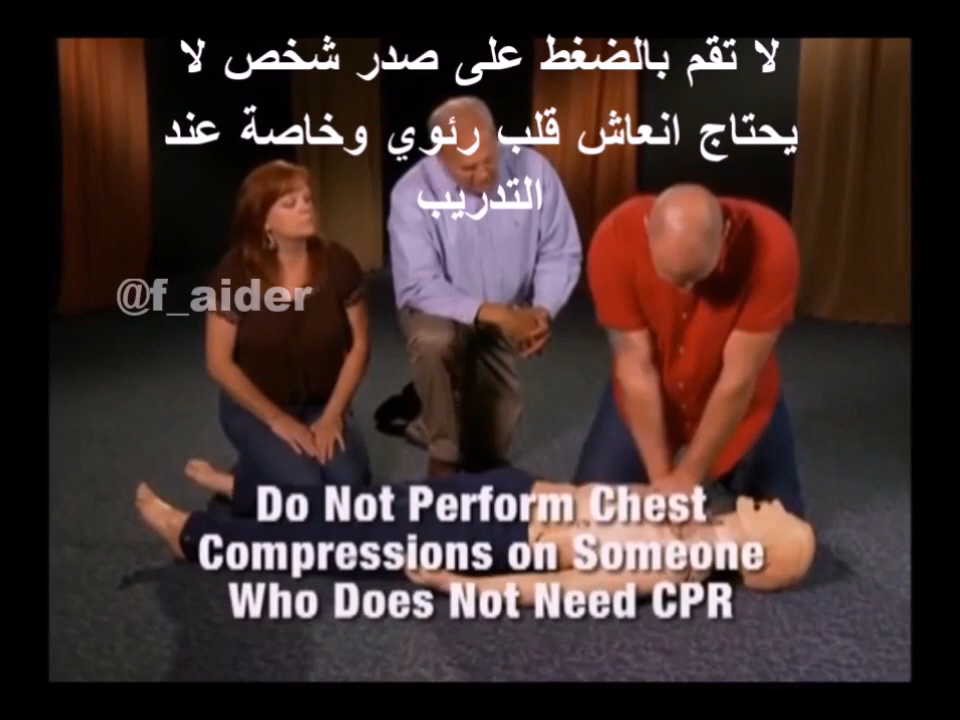 لا تقم بالضغط على صدر شخص لا
يحتاج انعاش قلب رئوي وخاصة عند
التدريب
@f_aider
Do Not Perform Chest
Compressions on Someone
Who Does Not Need CPR